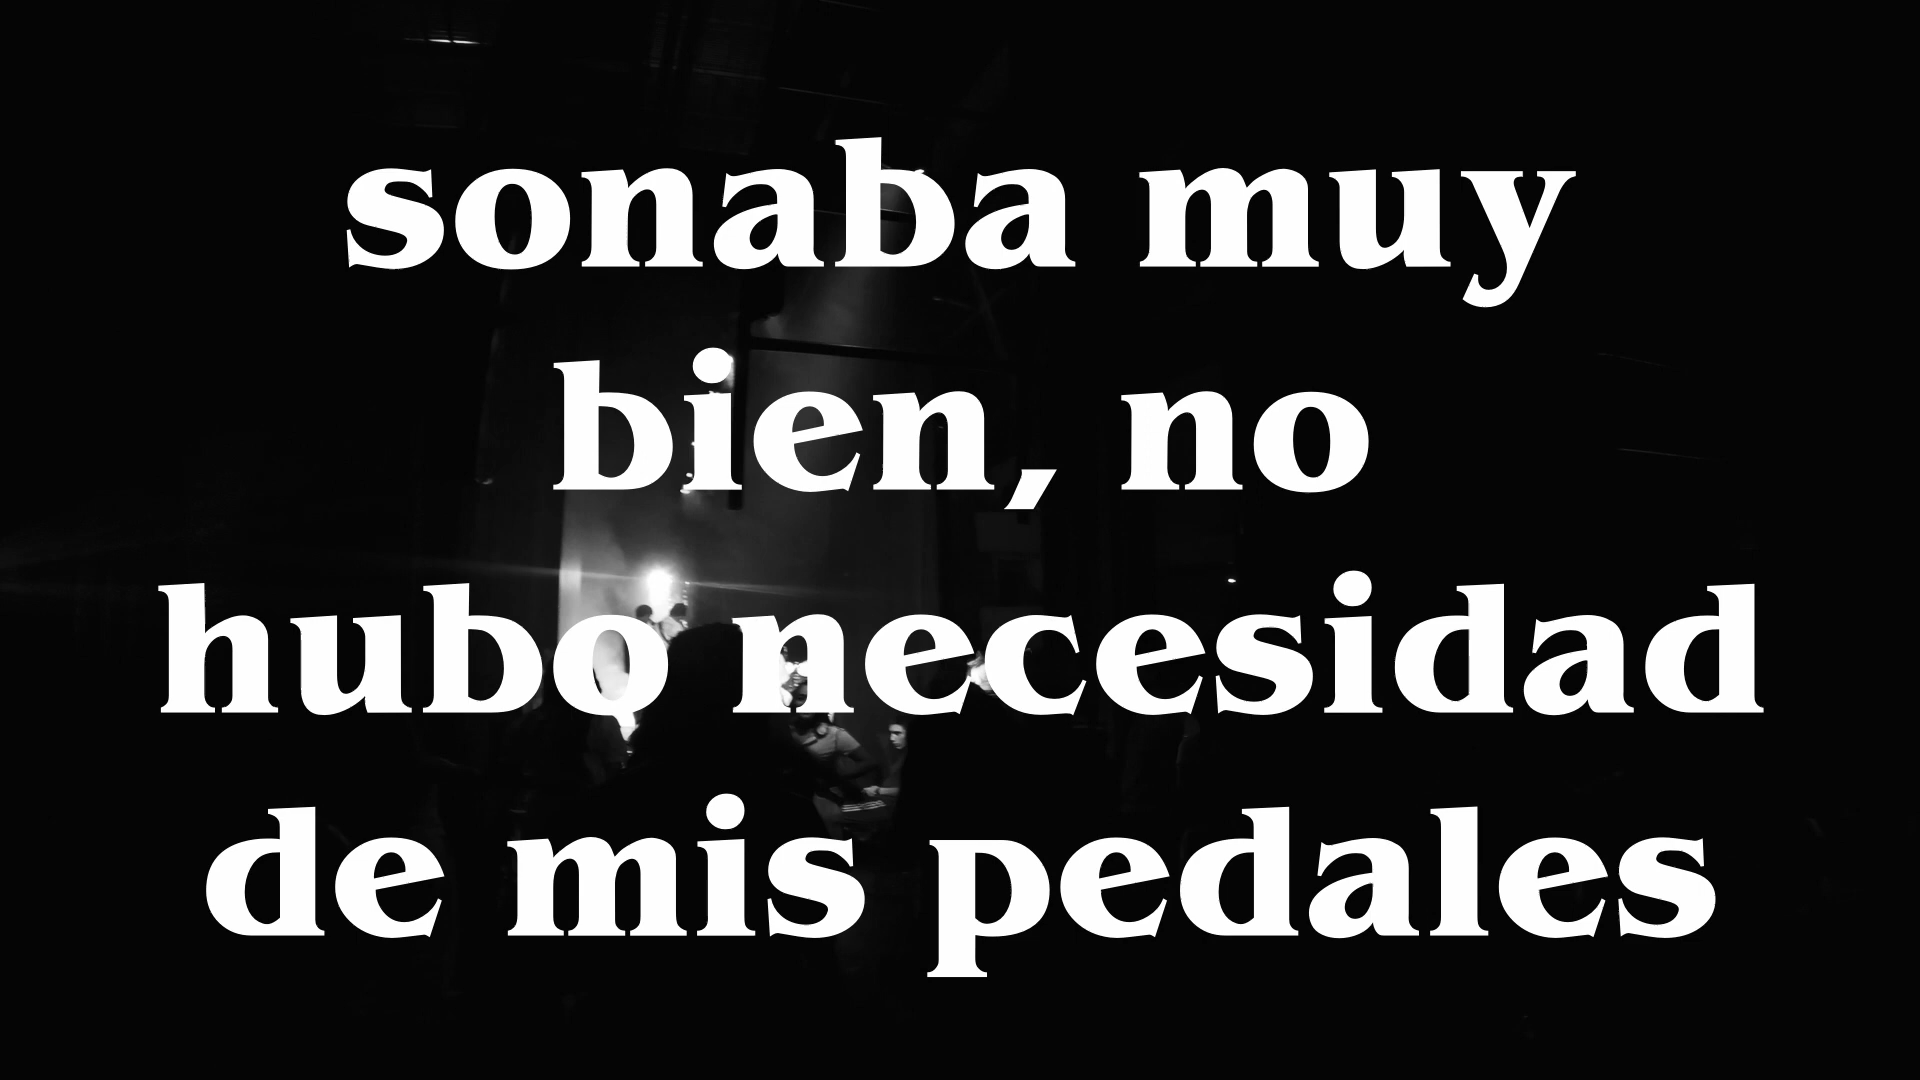 sonaba muy
bien, no
hubo necesidad
de mis pedales